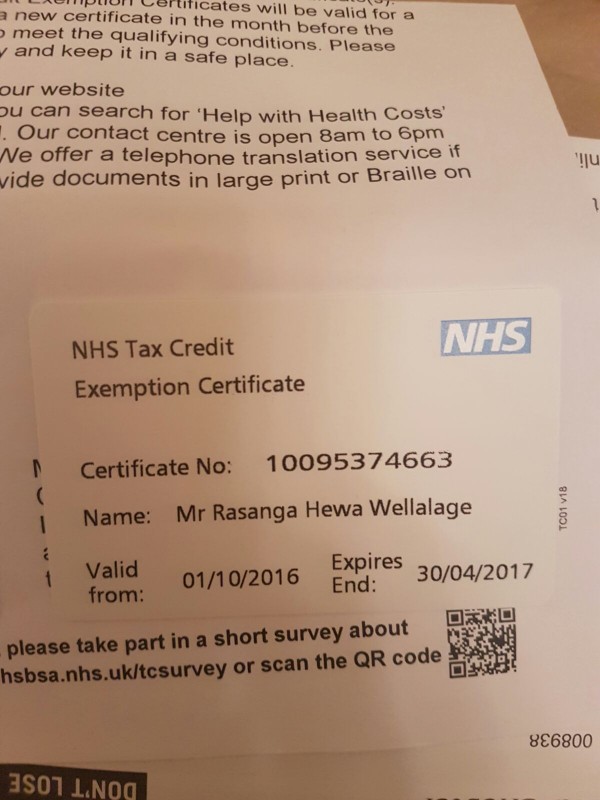 Exemption Certificates will be valid for a
a new certificate in the month before the
meet the qualifying conditions. Please
and keep it in a safe place.
our website
ou can search for ‘Help with Health Costs’
. Our contact centre is open 8am to 6pm
We offer a telephone translation service if
vide documents in large print or Braille on
NHS Tax Credit
NHS
Exemption Certificate
Certificate No: 10095374663
Name: Mr Rasanga Hewa Wellalage
Valid from: 01/10/2016 Expires End: 30/04/2017
TC01 v18
please take part in a short survey about
hsbsa.nhs.uk/tcsurvey or scan the QR code
008938
DON'T LOSE